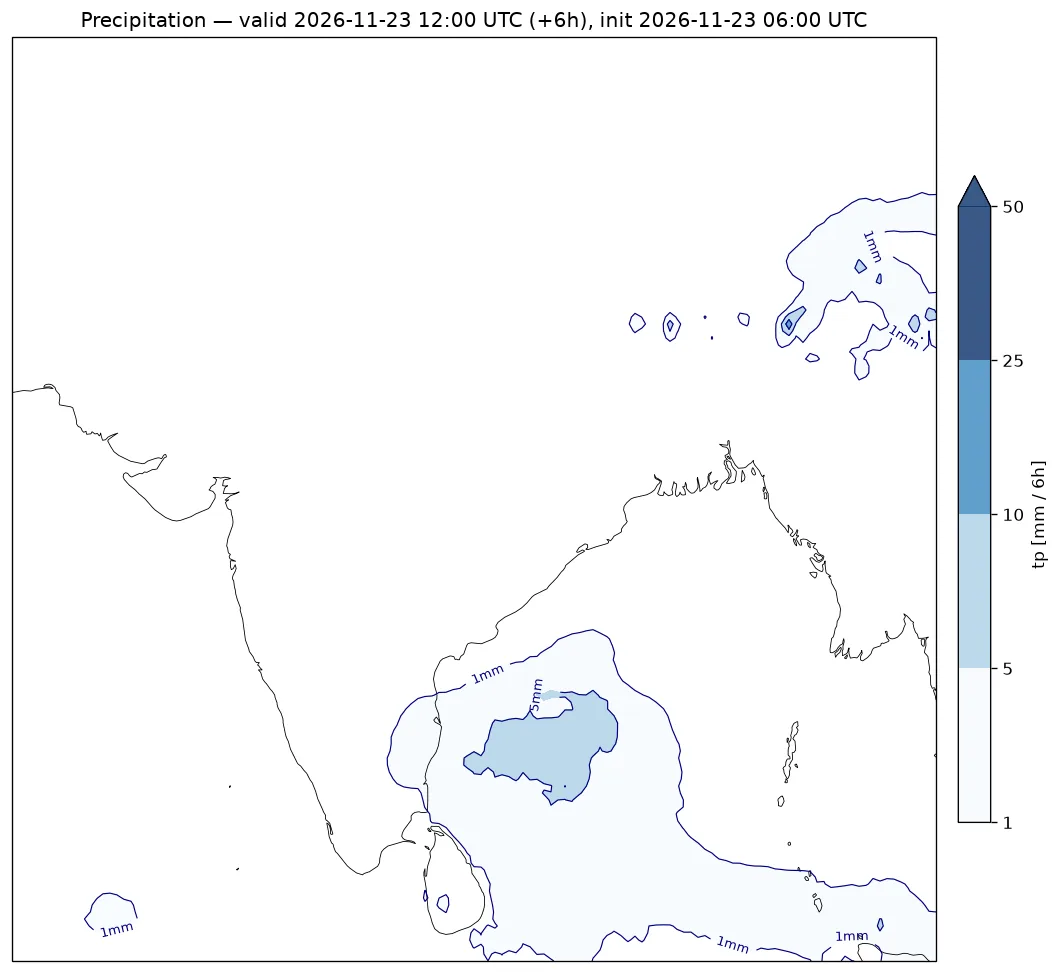 Precipitation — valid 2026-11-23 12:00 UTC (+6h), init 2026-11-23 06:00 UTC
1mm
1mm
1mm
5mm
1mm
1mm
1mm
50
25
10
5
1
tp [mm / 6h]